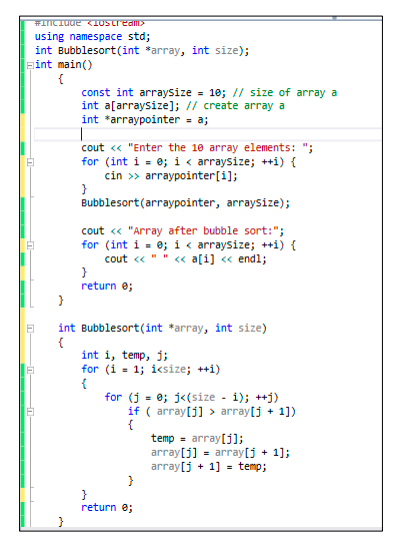 #include <iostream>
using namespace std;
int Bubblesort(int *array, int size);
int main()
{
const int arraySize = 10; // size of array a
int a[arraySize]; // create array a
int *arraypointer = a;
cout << "Enter the 10 array elements: ";
for (int i = 0; i < arraySize; ++i) {
cin >> arraypointer[i];
}
Bubblesort(arraypointer, arraySize);
cout << "Array after bubble sort:";
for (int i = 0; i < arraySize; ++i) {
cout << " " << a[i] << endl;
}
return 0;
}
int Bubblesort(int *array, int size)
{
int i, temp, j;
for (i = 1; i<size; ++i)
{
for (j = 0; j<(size - i); ++j)
if ( array[j] > array[j + 1])
{
temp = array[j];
array[j] = array[j + 1];
array[j + 1] = temp;
}
}
return 0;
}